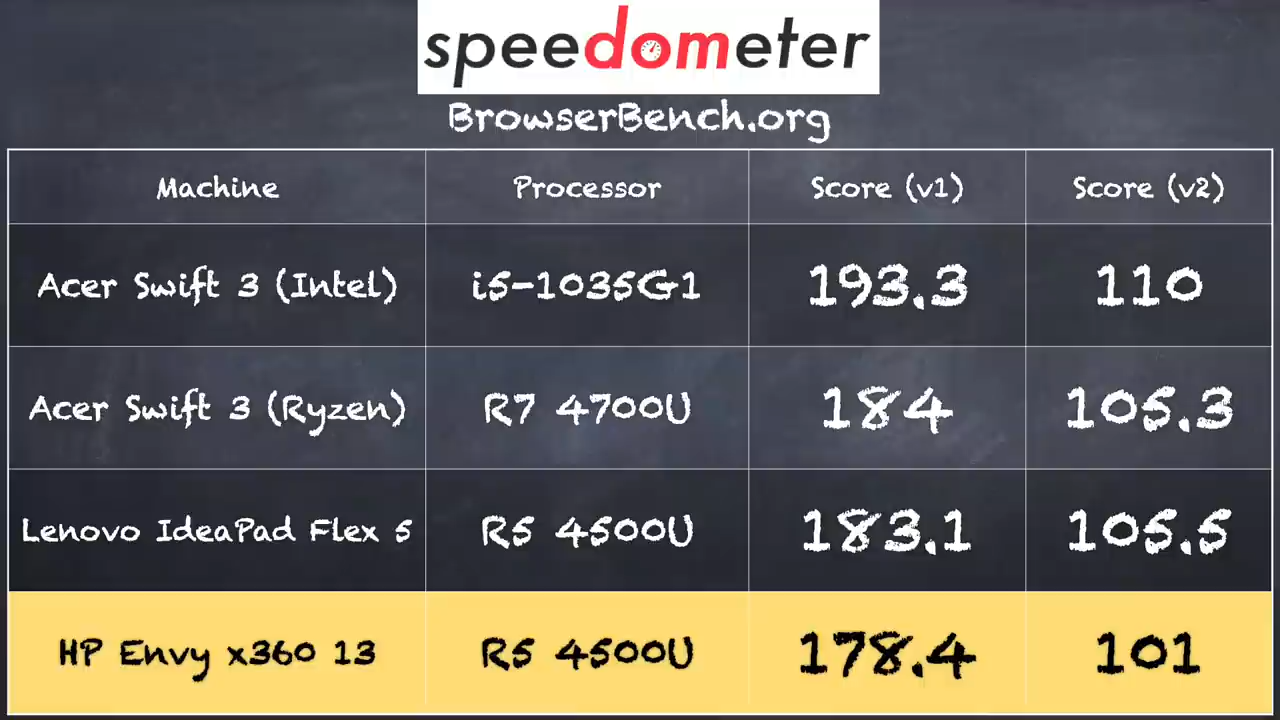 speedometer
BrowserBench.org
Machine Processor Score (v1) Score (v2)
Acer Swift 3 (Intel) i5-1035G1 193.3 110
Acer Swift 3 (Ryzen) R7 4700U 184 105.3
Lenovo IdeaPad Flex 5 R5 4500U 183.1 105.5
HP Envy x360 13 R5 4500U 178.4 101